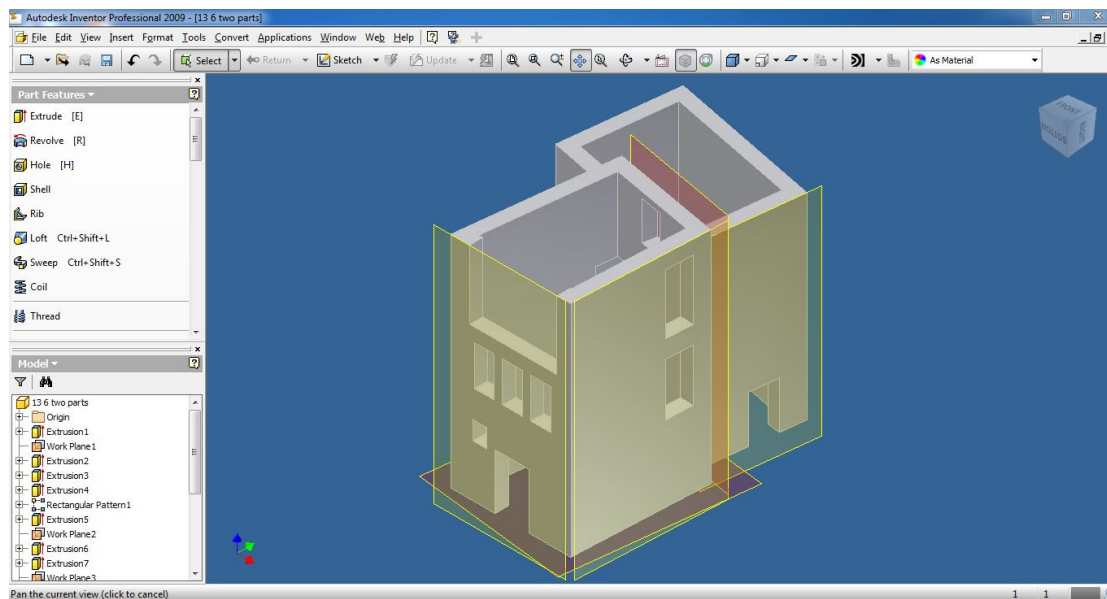 Autodesk Inventor Professional 2009 - [13 6 two parts]
File Edit View Insert Format Tools Convert Applications Window Web Help
Select Return Sketch Update As Material
Part Features
Extrude [E]
Revolve [R]
Hole [H]
Shell
Rib
Loft Ctrl+Shift+L
Sweep Ctrl+Shift+S
Coil
Thread
Model
13 6 two parts
Origin
Extrusion1
Work Plane1
Extrusion2
Extrusion3
Extrusion4
Rectangular Pattern1
Extrusion5
Work Plane2
Extrusion6
Extrusion7
Work Plane3
FRONT
RIGHT
BOTTOM
Pan the current view (click to cancel) 1 1